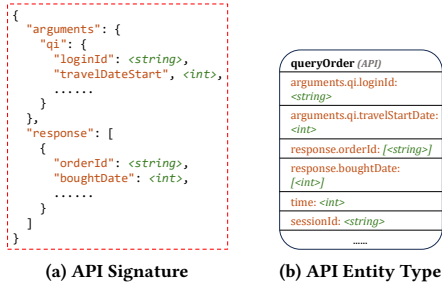 {
"arguments": {
"qi": {
"loginId": <string>,
"travelDateStart", <int>,
......
}
},
"response": [
{
"orderId": <string>,
"boughtDate": <int>,
......
}
]
}
(a) API Signature
queryOrder (API)
arguments.qi.loginId:
<string>
arguments.qi.travelStartDate:
<int>
response.orderId: [<string>]
response.boughtDate:
[<int>]
time: <int>
sessionId: <string>
......
(b) API Entity Type